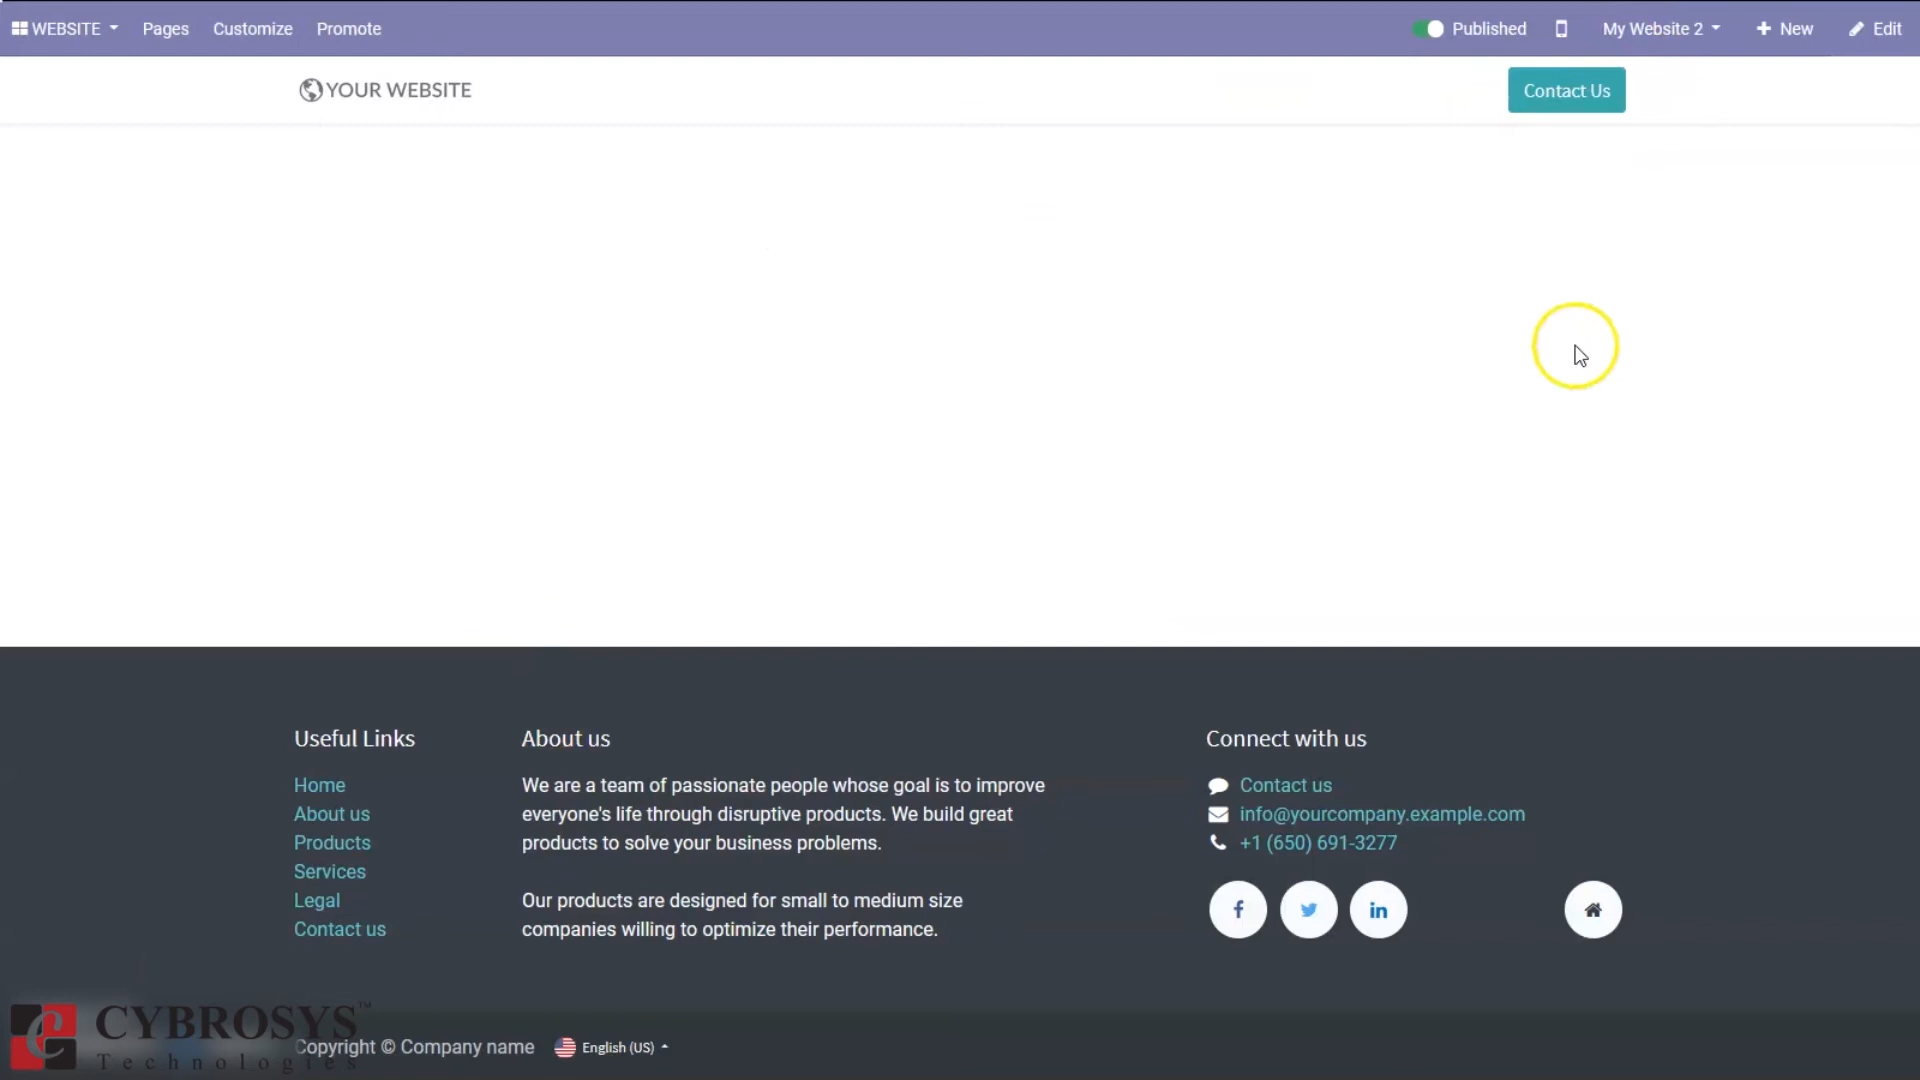 WEBSITE Pages Customize Promote Published My Website 2 New Edit
YOUR WEBSITE Contact Us
Useful Links
Home
About us
Products
Services
Legal
Contact us
About us
We are a team of passionate people whose goal is to improve
everyone's life through disruptive products. We build great
products to solve your business problems.
Our products are designed for small to medium size
companies willing to optimize their performance.
Connect with us
Contact us
info@yourcompany.example.com
+1 (650) 691-3277
CYBROSYS™
Technologies
Copyright © Company name English (US)